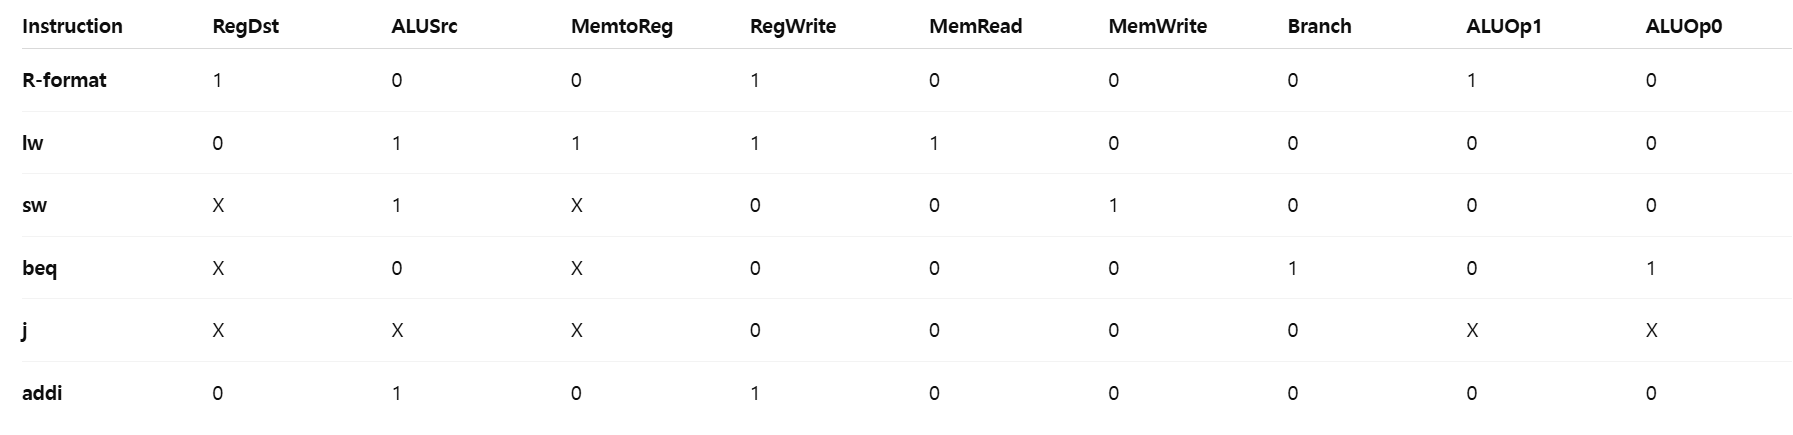 Instruction RegDst ALUSrc MemtoReg RegWrite MemRead MemWrite Branch ALUOp1 ALUOp0
R-format 1 0 0 1 0 0 0 1 0
lw 0 1 1 1 1 0 0 0 0
sw X 1 X 0 0 1 0 0 0
beq X 0 X 0 0 0 1 0 1
j X X X 0 0 0 0 X X
addi 0 1 0 1 0 0 0 0 0